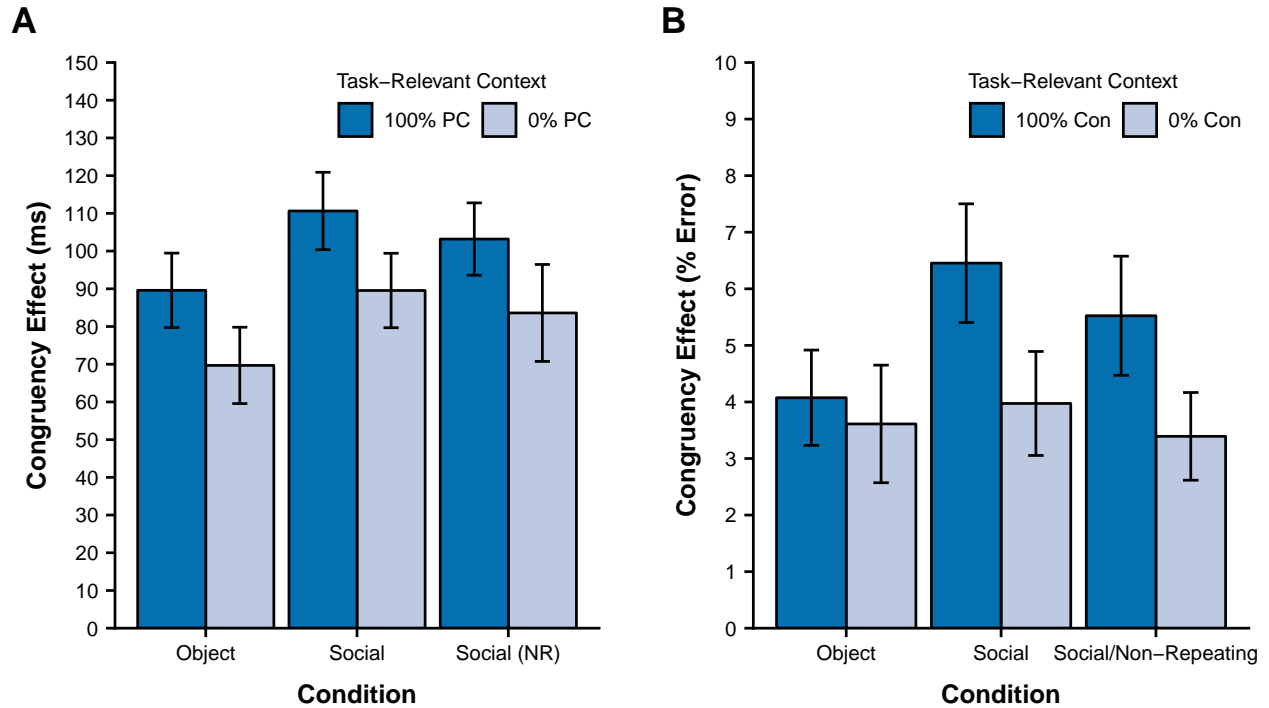 A
Congruency Effect (ms)
150
140
130
120
110
100
90
80
70
60
50
40
30
20
10
0
Task−Relevant Context
100% PC 0% PC
Object Social Social (NR)
Condition
B
Congruency Effect (% Error)
10
9
8
7
6
5
4
3
2
1
0
Task−Relevant Context
100% Con 0% Con
Object Social Social/Non−Repeating
Condition